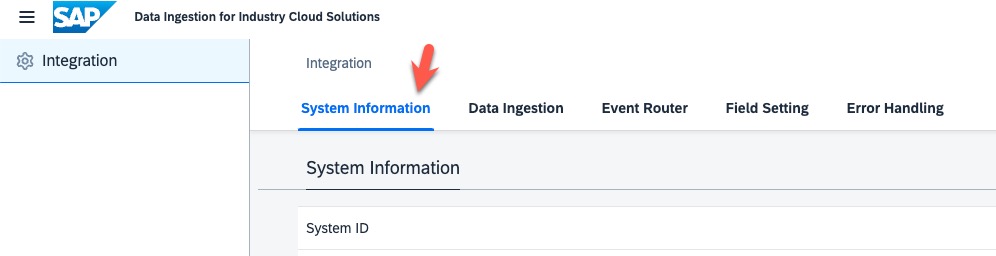 SAP Data Ingestion for Industry Cloud Solutions
Integration
Integration
System Information Data Ingestion Event Router Field Setting Error Handling
System Information
System ID